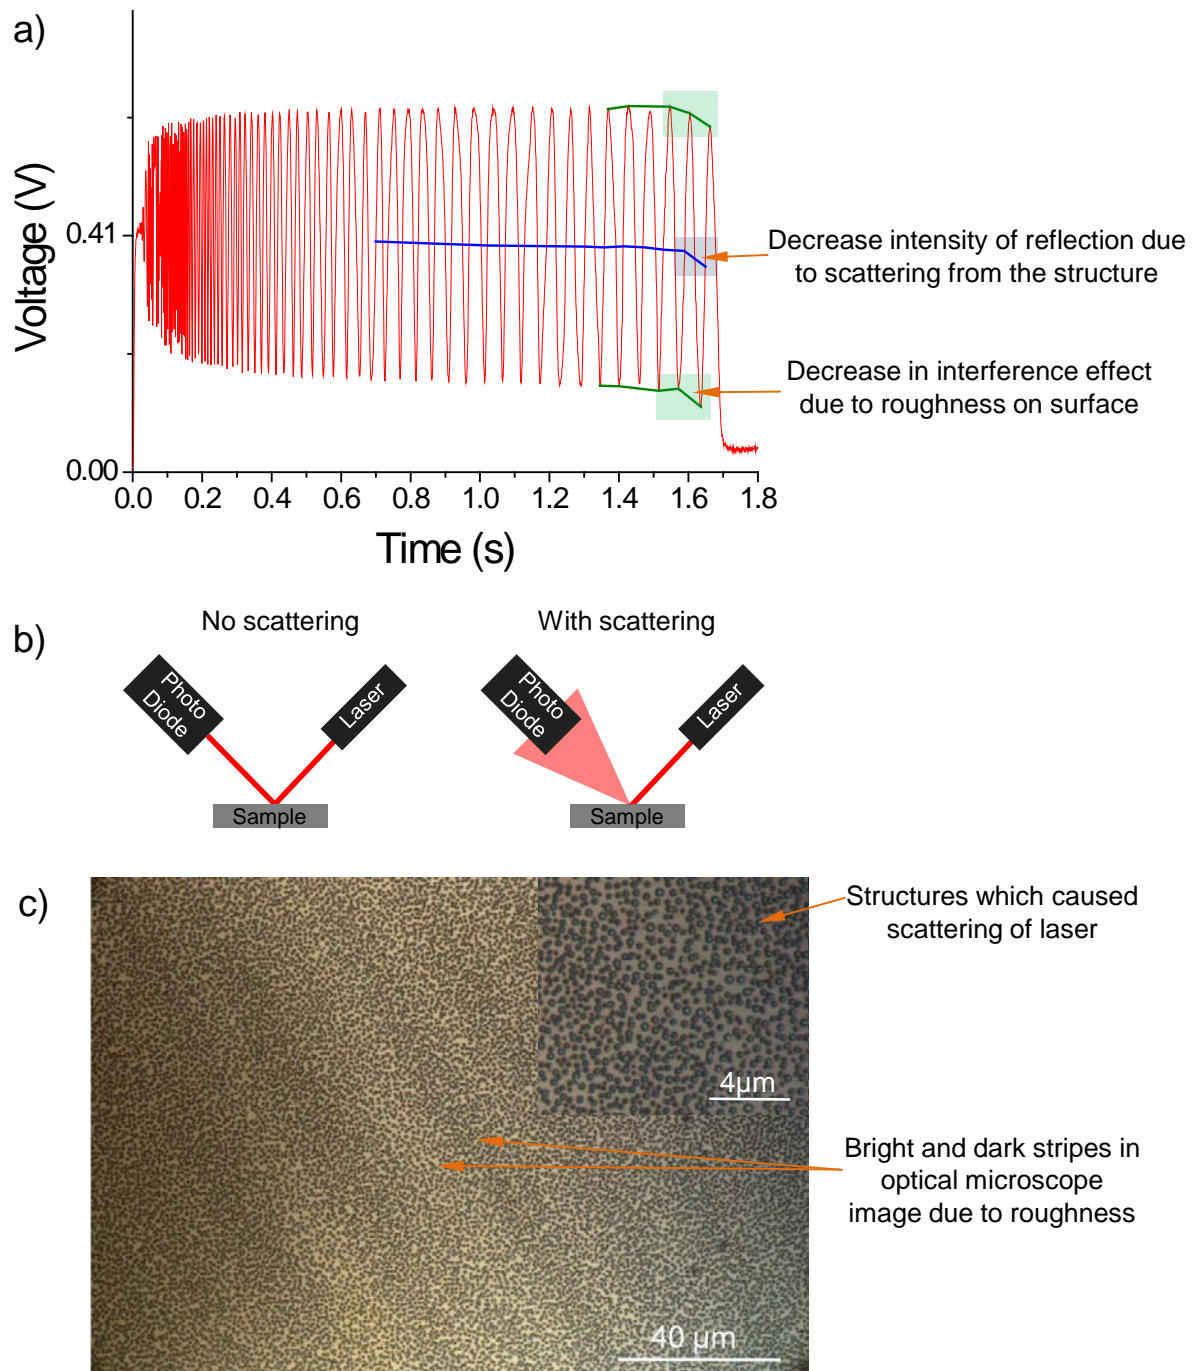 a)
Voltage (V)
0.41
0.00
0.0 0.2 0.4 0.6 0.8 1.0 1.2 1.4 1.6 1.8
Time (s)
Decrease intensity of reflection due
to scattering from the structure
Decrease in interference effect
due to roughness on surface
b)
No scattering
With scattering
Photo
Diode
Laser
Sample
Photo
Diode
Laser
Sample
c)
Structures which caused
scattering of laser
4µm
Bright and dark stripes in
optical microscope
image due to roughness
40 µm